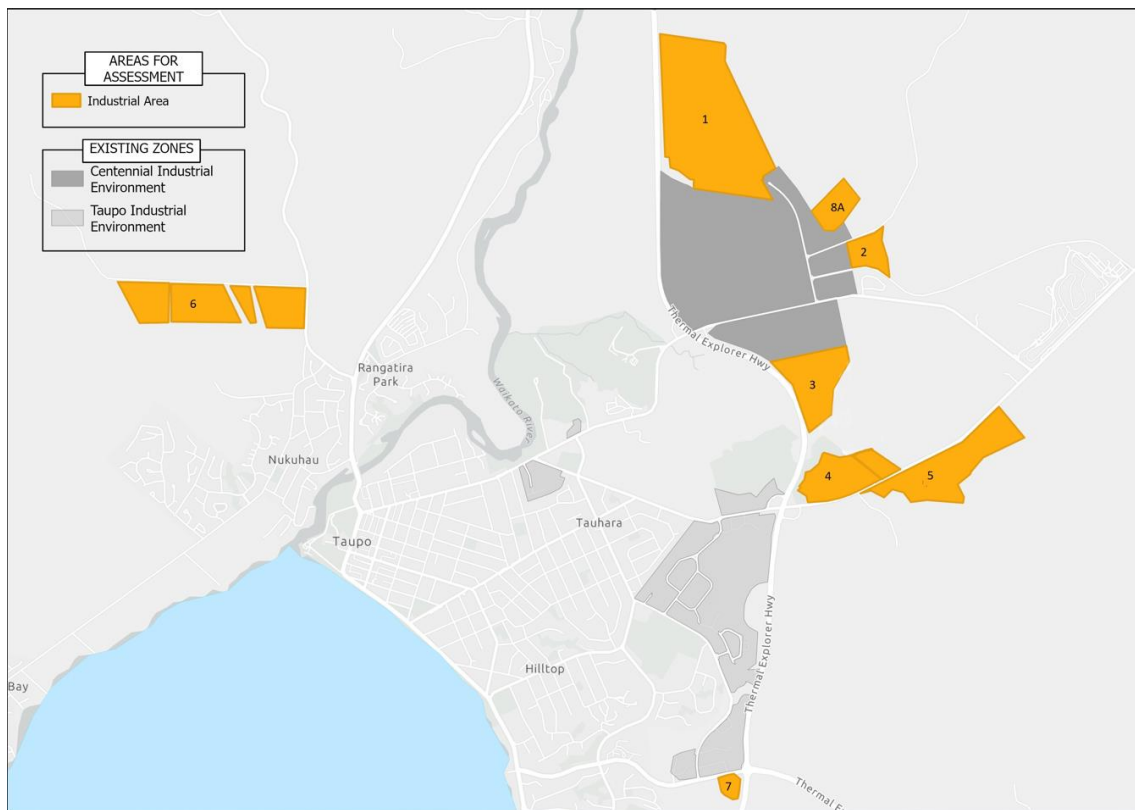 AREAS FOR
ASSESSMENT
Industrial Area
EXISTING ZONES
Centennial Industrial
Environment
Taupo Industrial
Environment
1
8A
2
6
Thermal Explorer Hwy
Rangatira
Park
3
Waikato River
Nukuhau
4
5
Tauhara
Taupo
Thermal Explorer Hwy
Hilltop
Bay
7
Thermal E